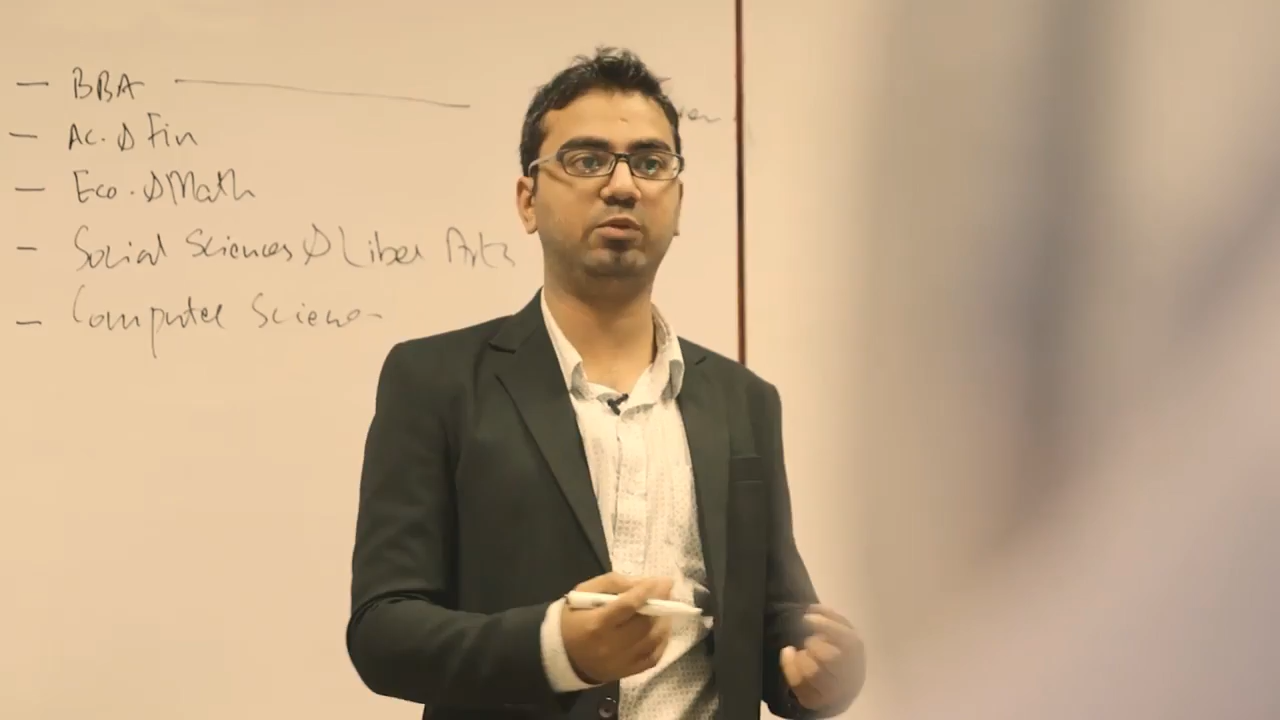 — BBA ———
— Ac. & Fin
— Eco. & Math
— Social Sciences & Liber Arts
— Computer Science